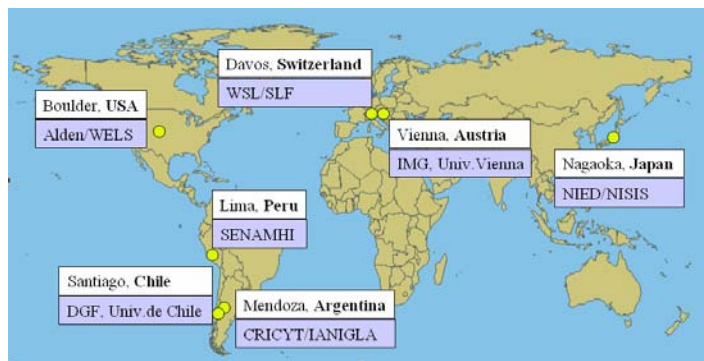 Davos, Switzerland
WSL/SLF
Boulder, USA
Alden/WELS
Vienna, Austria
IMG, Univ.Vienna
Nagaoka, Japan
NIED/NISIS
Lima, Peru
SENAMHI
Santiago, Chile
DGF, Univ.de Chile
Mendoza, Argentina
CRICYT/IANIGLA